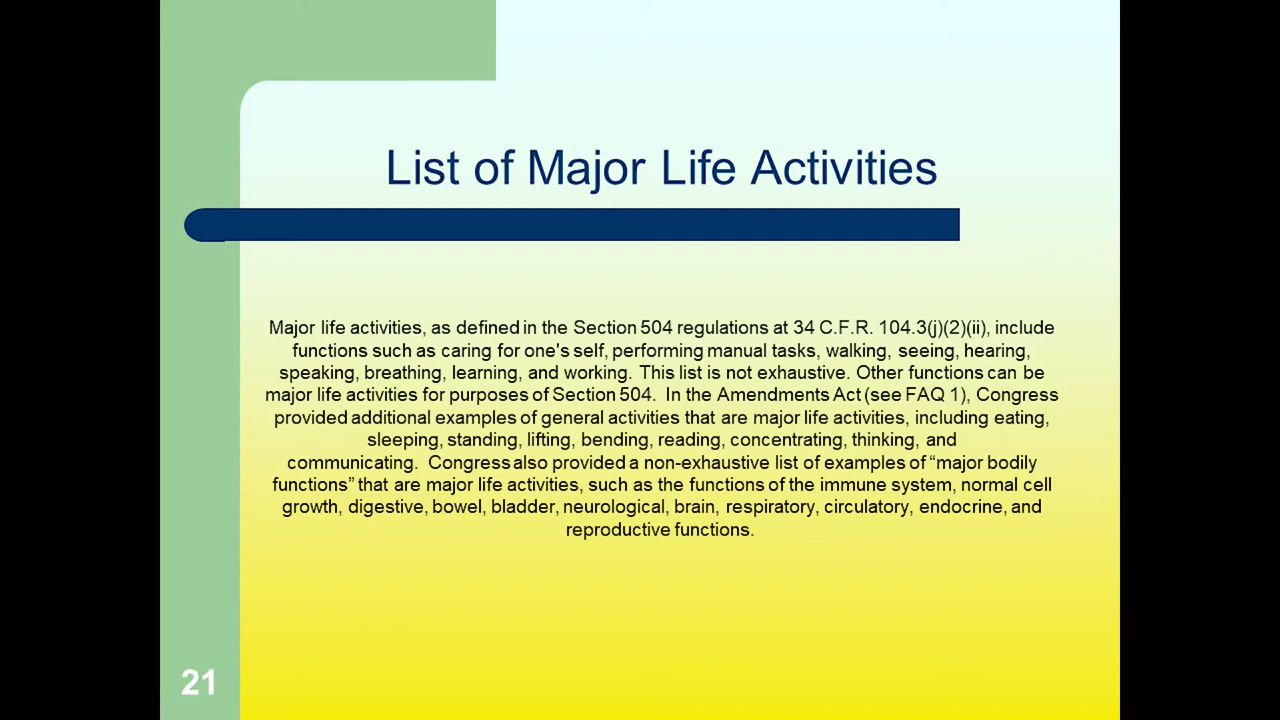 List of Major Life Activities
Major life activities, as defined in the Section 504 regulations at 34 C.F.R. 104.3(j)(2)(ii), include
functions such as caring for one's self, performing manual tasks, walking, seeing, hearing,
speaking, breathing, learning, and working. This list is not exhaustive. Other functions can be
major life activities for purposes of Section 504. In the Amendments Act (see FAQ 1), Congress
provided additional examples of general activities that are major life activities, including eating,
sleeping, standing, lifting, bending, reading, concentrating, thinking, and
communicating. Congress also provided a non-exhaustive list of examples of “major bodily
functions” that are major life activities, such as the functions of the immune system, normal cell
growth, digestive, bowel, bladder, neurological, brain, respiratory, circulatory, endocrine, and
reproductive functions.
21